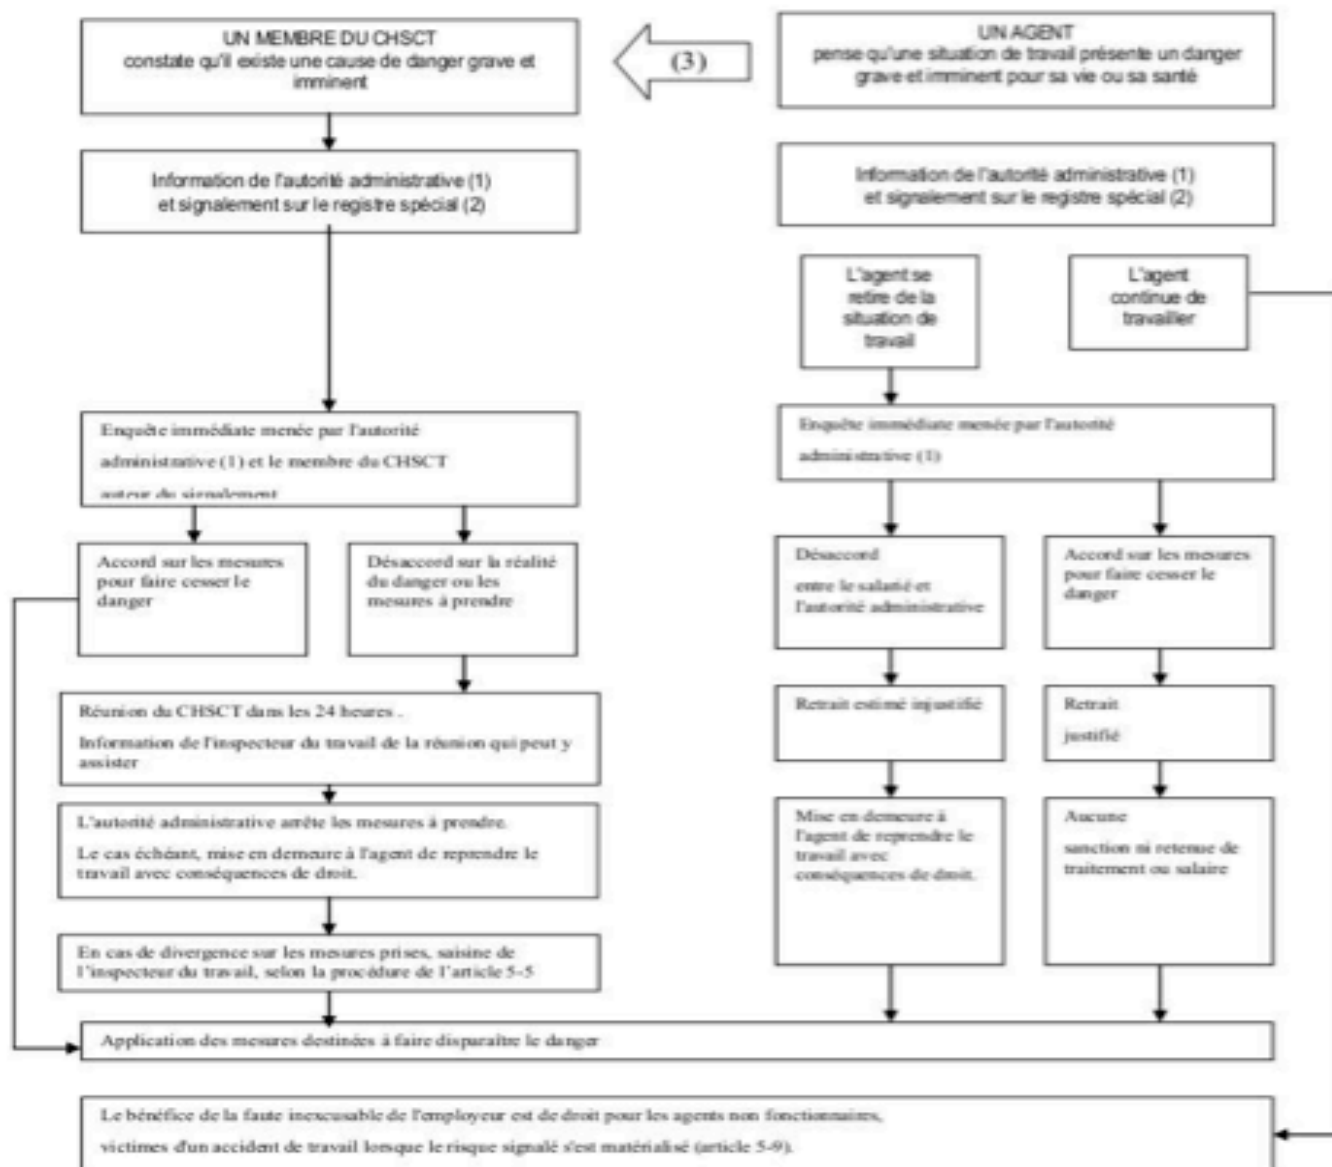 UN MEMBRE DU CHSCT
constate qu'il existe une cause de danger grave et
imminent
(3)
UN AGENT
pense qu'une situation de travail présente un danger
grave et imminent pour sa vie ou sa santé
Information de l'autorité administrative (1)
et signalement sur le registre spécial (2)
Information de l'autorité administrative (1)
et signalement sur le registre spécial (2)
L'agent se
retire de la
situation de
travail
L'agent
continue de
travailler
Enquête immédiate menée par l'autorité
administrative (1) et le membre du CHSCT
auteur du signalement
Enquête immédiate menée par l'autorité
administrative (1)
Accord sur les mesures
pour faire cesser le
danger
Désaccord sur la réalité
du danger ou les
mesures à prendre
Désaccord
entre le salarié et
l'autorité administrative
Accord sur les mesures
pour faire cesser le
danger
Réunion du CHSCT dans les 24 heures .
Information de l'inspecteur du travail de la réunion qui peut y
assister
Retrait estimé injustifié
Retrait
justifié
L'autorité administrative arrête les mesures à prendre.
Le cas échéant, mise en demeure à l'agent de reprendre le
travail avec conséquences de droit.
Mise en demeure à
l'agent de reprendre le
travail avec
conséquences de droit.
Aucune
sanction ni retenue de
traitement ou salaire
En cas de divergence sur les mesures prises, saisine de
l'inspecteur du travail, selon la procédure de l'article 5-5
Application des mesures destinées à faire disparaître le danger
Le bénéfice de la faute inexcusable de l'employeur est de droit pour les agents non fonctionnaires,
victimes d'un accident de travail lorsque le risque signalé s'est matérialisé (article 5-9).